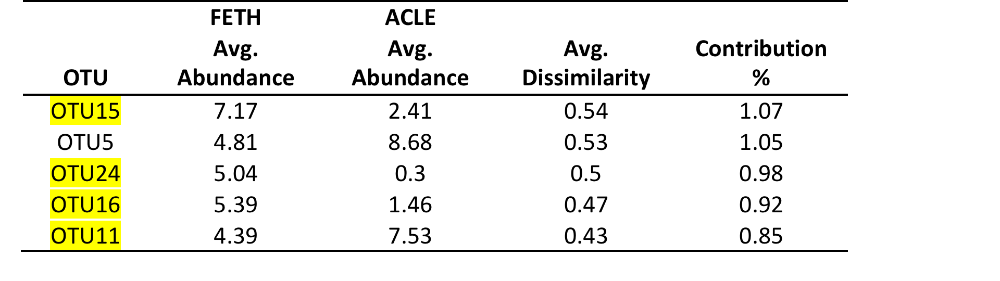 FETH ACLE
Avg. Avg. Avg. Contribution
OTU Abundance Abundance Dissimilarity %
OTU15 7.17 2.41 0.54 1.07
OTU5 4.81 8.68 0.53 1.05
OTU24 5.04 0.3 0.5 0.98
OTU16 5.39 1.46 0.47 0.92
OTU11 4.39 7.53 0.43 0.85